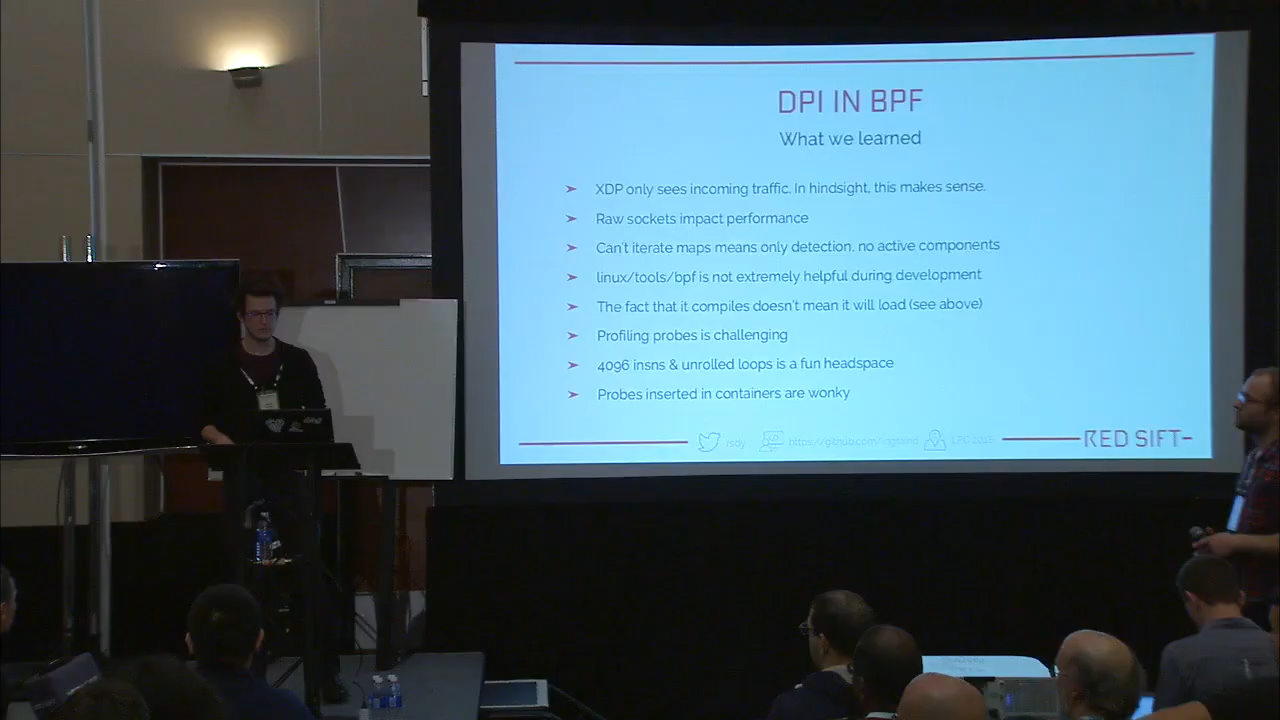 DPI IN BPF
What we learned
➤ XDP only sees incoming traffic. In hindsight, this makes sense.
➤ Raw sockets impact performance
➤ Can't iterate maps means only detection, no active components
➤ linux/tools/bpf is not extremely helpful during development
➤ The fact that it compiles doesn't mean it will load (see above)
➤ Profiling probes is challenging
➤ 4096 insns & unrolled loops is a fun headspace
➤ Probes inserted in containers are wonky
RED SIFT